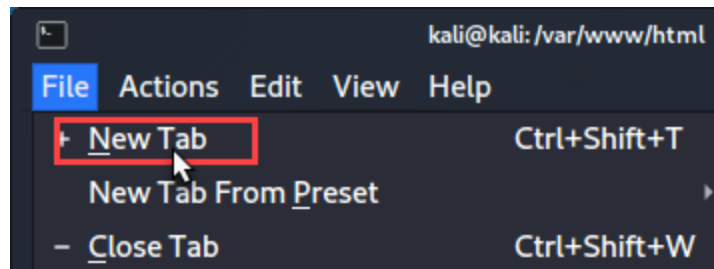 kali@kali: /var/www/html
File Actions Edit View Help
+ New Tab Ctrl+Shift+T
New Tab From Preset
– Close Tab Ctrl+Shift+W